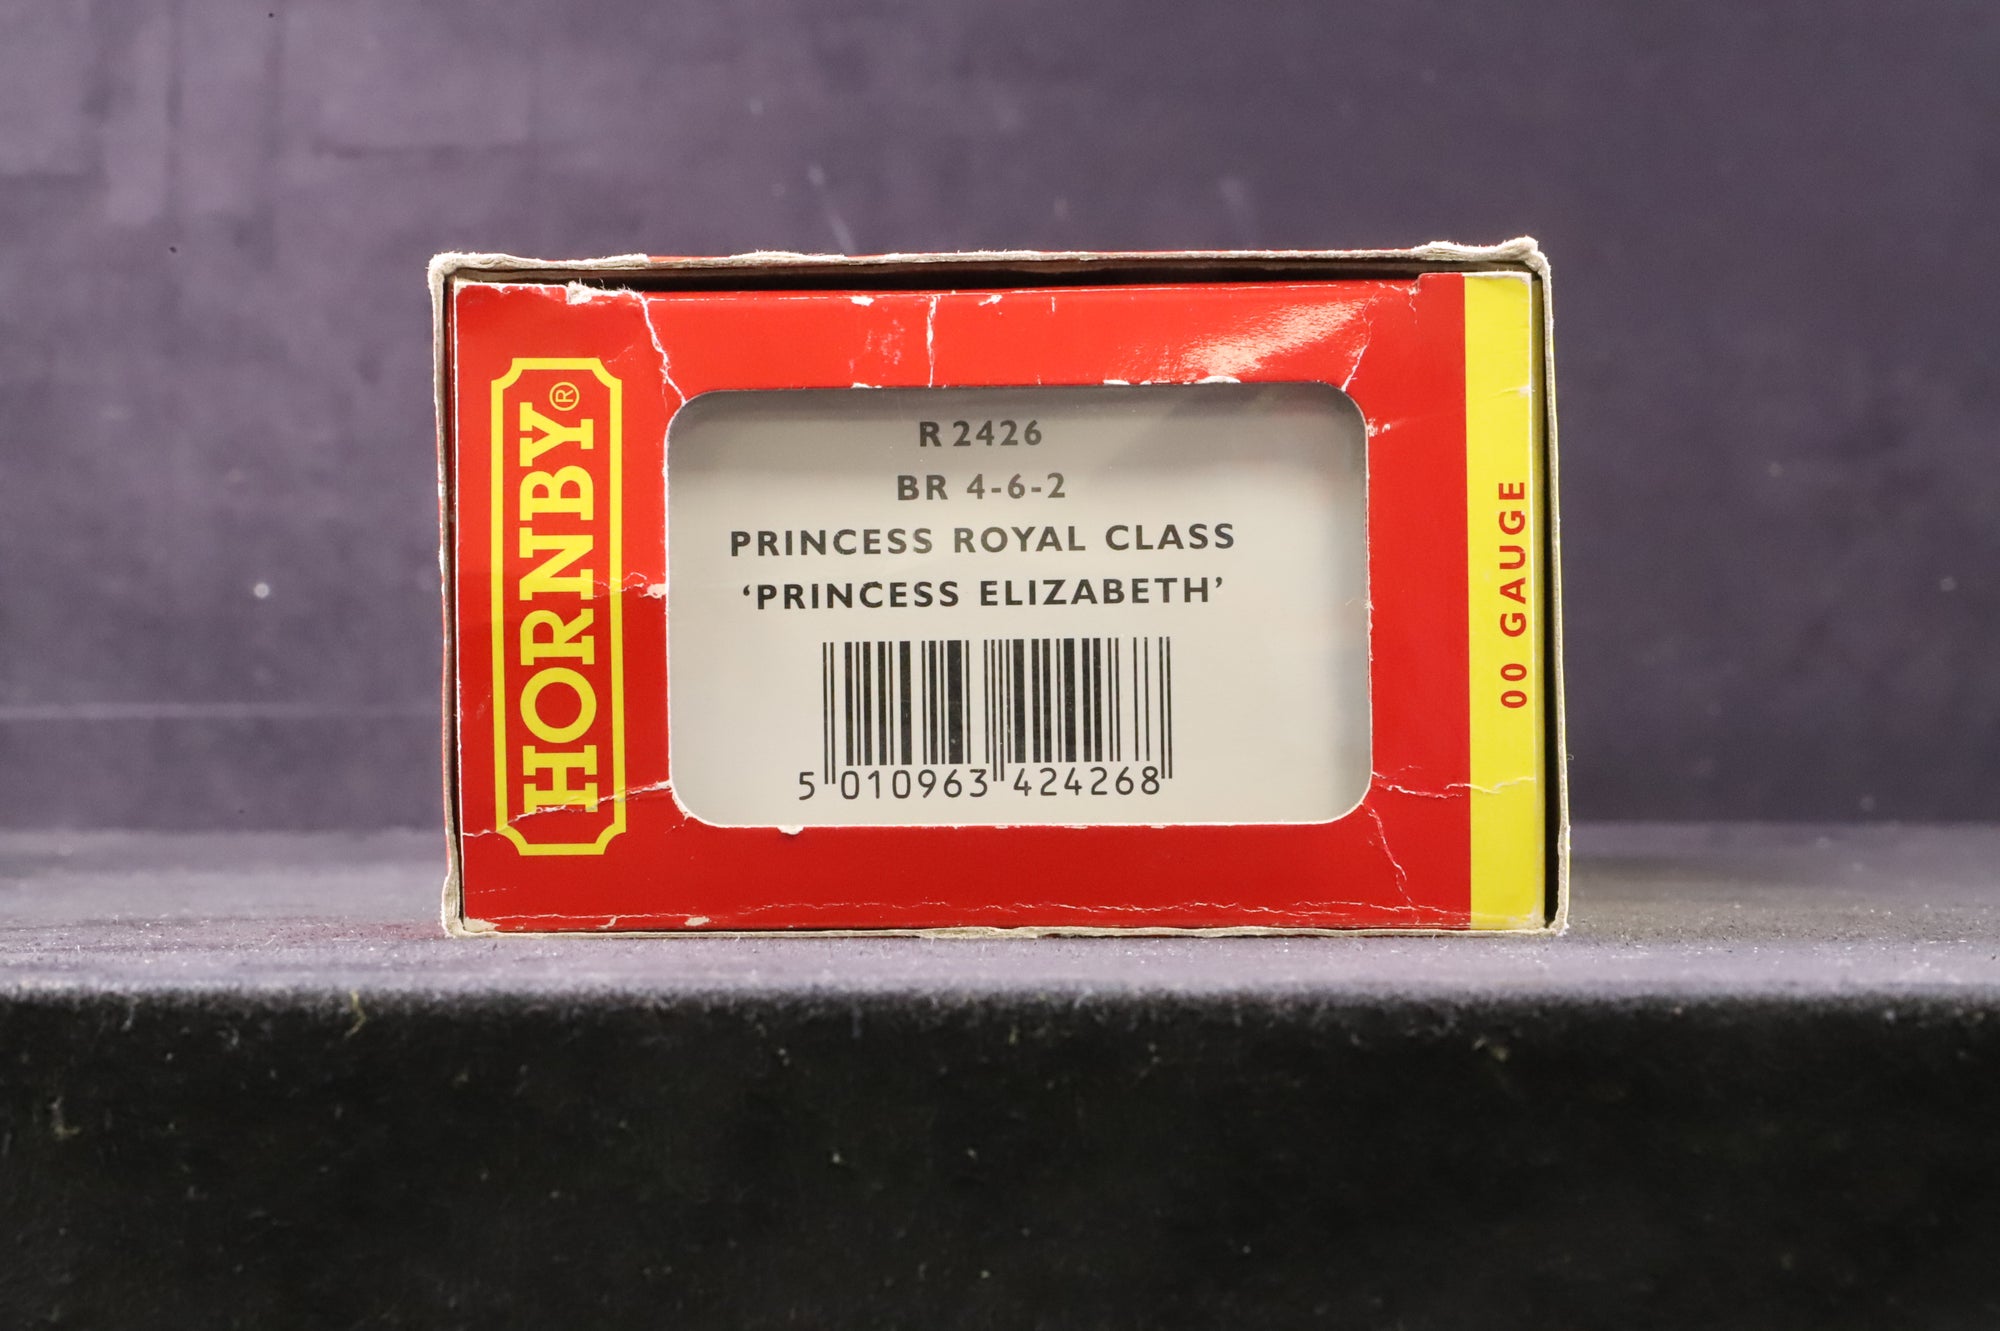 HORNBY®
R 2426
BR 4-6-2
PRINCESS ROYAL CLASS
‘PRINCESS ELIZABETH’
5 010963 424268
00 GAUGE